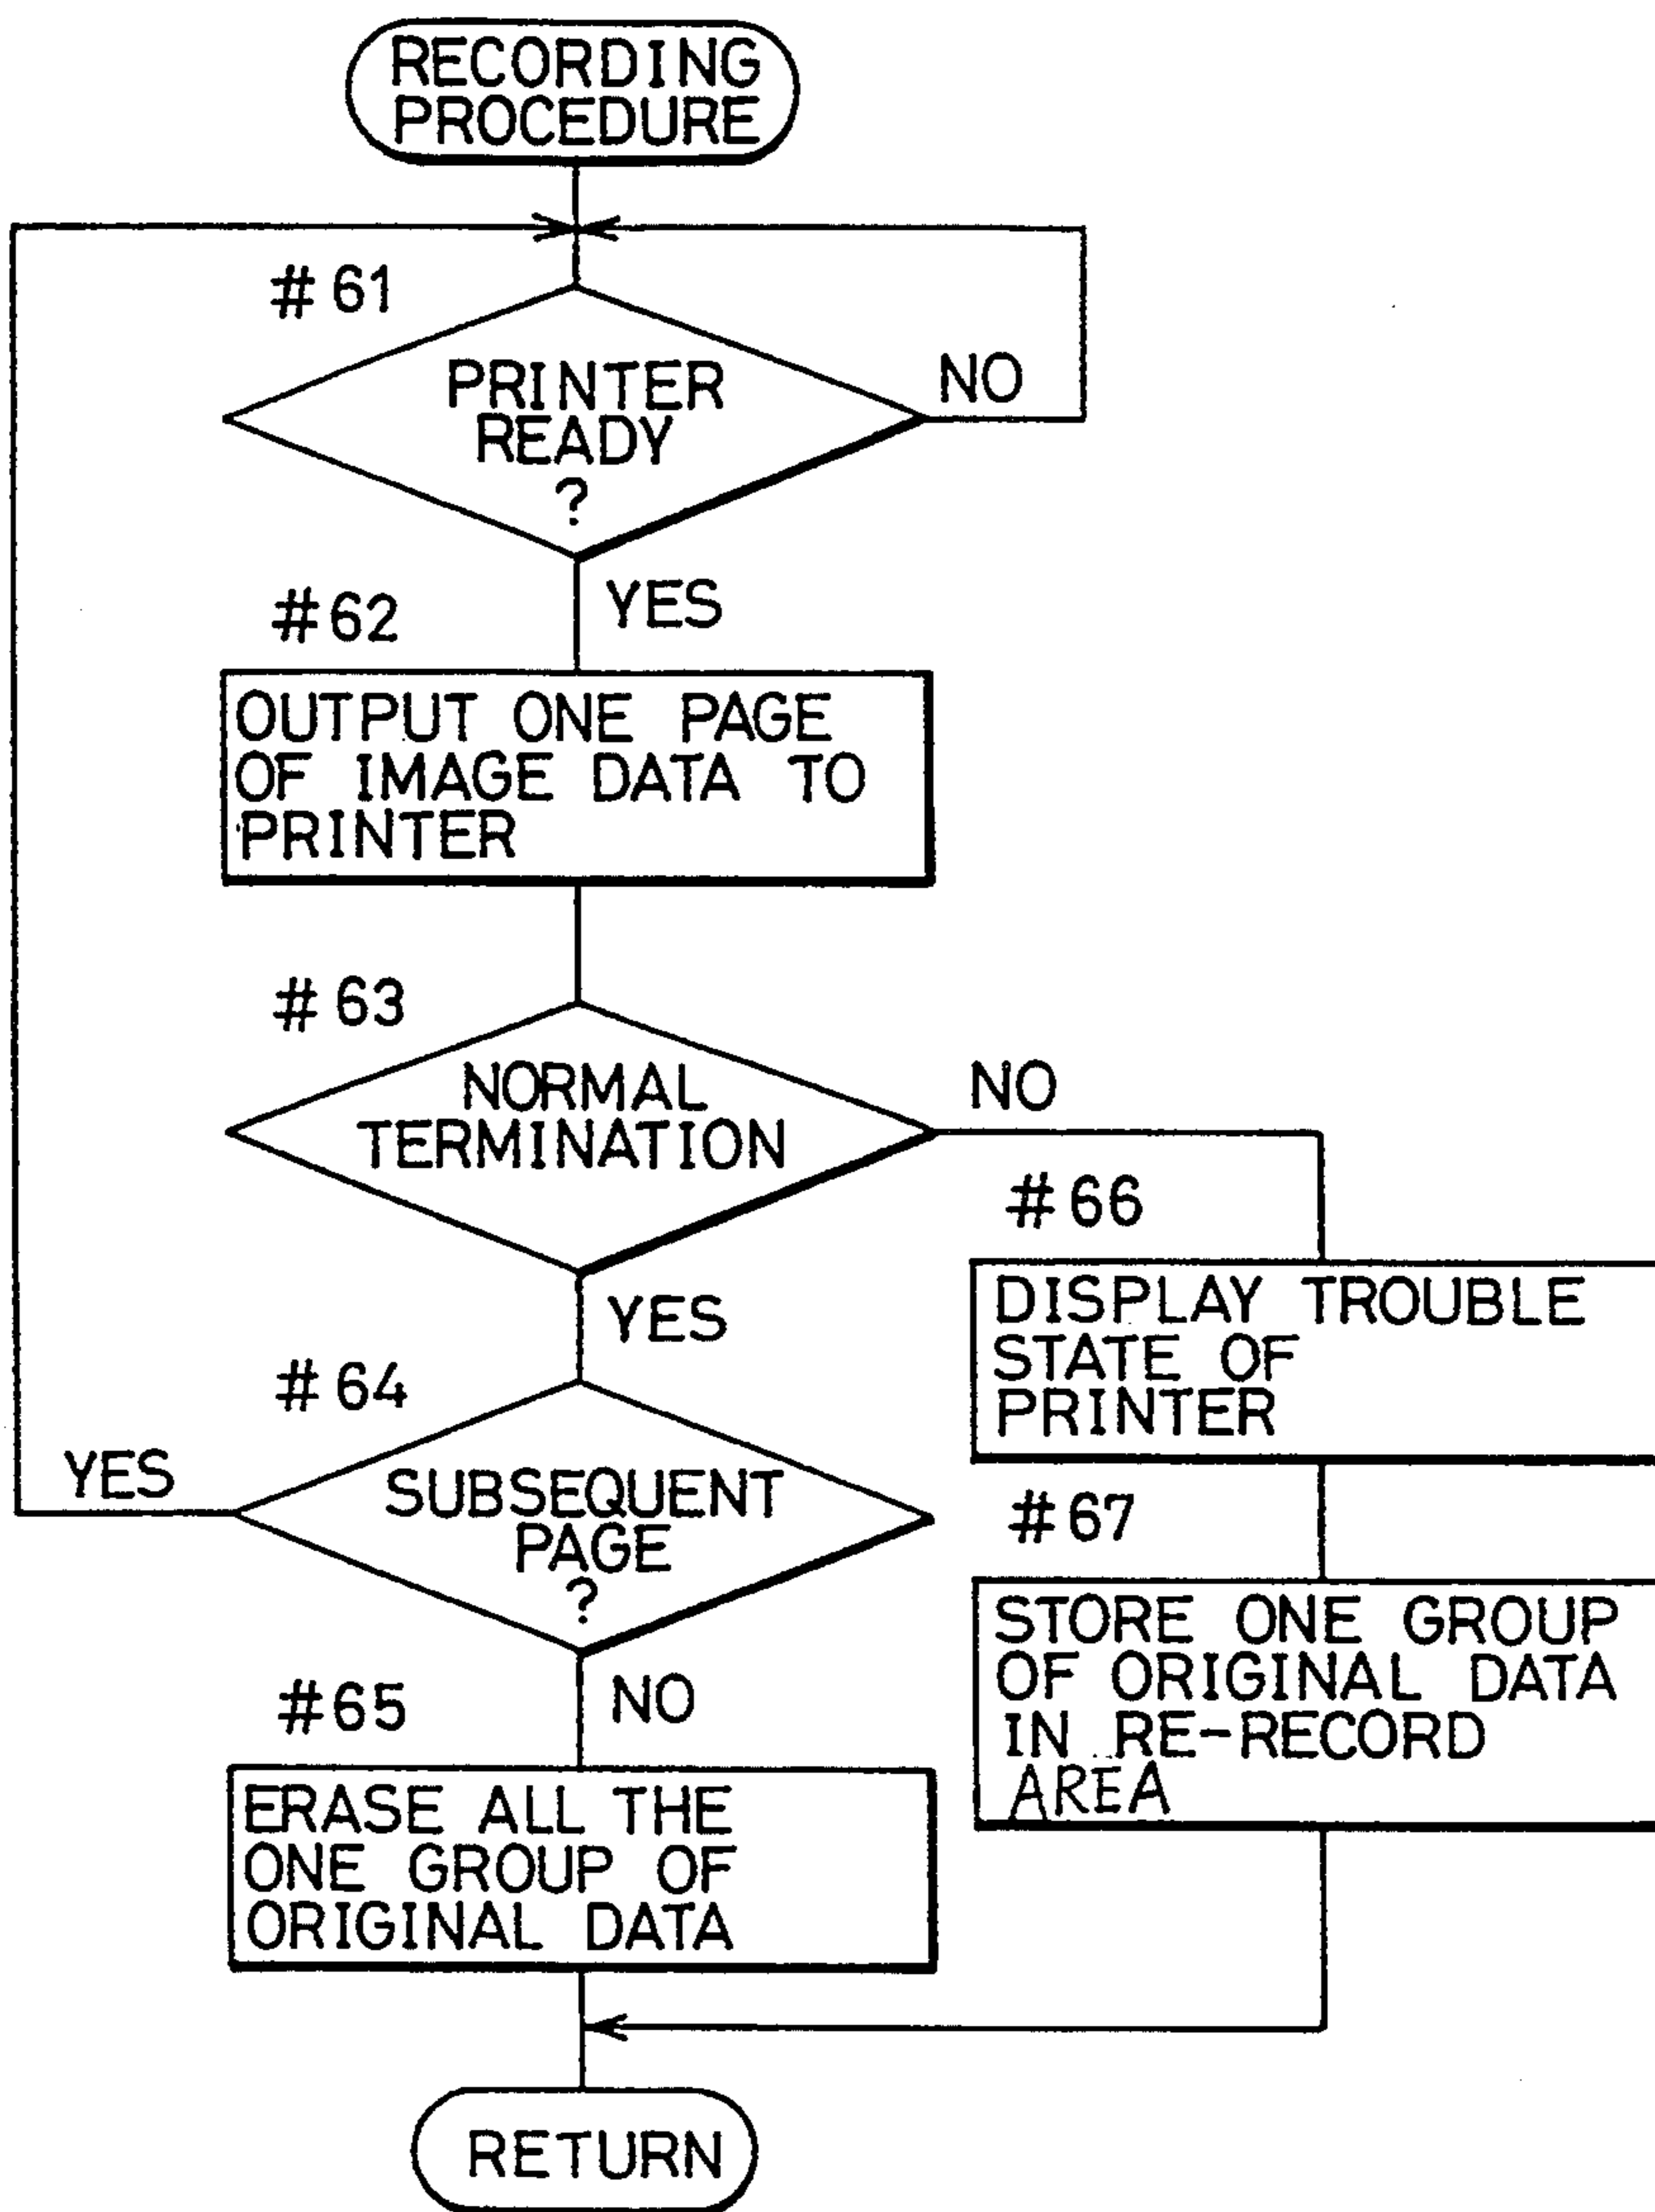 RECORDING
PROCEDURE
#61
PRINTER
READY
?
NO
YES
#62
OUTPUT ONE PAGE
OF IMAGE DATA TO
PRINTER
#63
NORMAL
TERMINATION
NO
YES
#64
SUBSEQUENT
PAGE
?
YES
NO
#65
ERASE ALL THE
ONE GROUP OF
ORIGINAL DATA
#66
DISPLAY TROUBLE
STATE OF
PRINTER
#67
STORE ONE GROUP
OF ORIGINAL DATA
IN RE-RECORD
AREA
RETURN